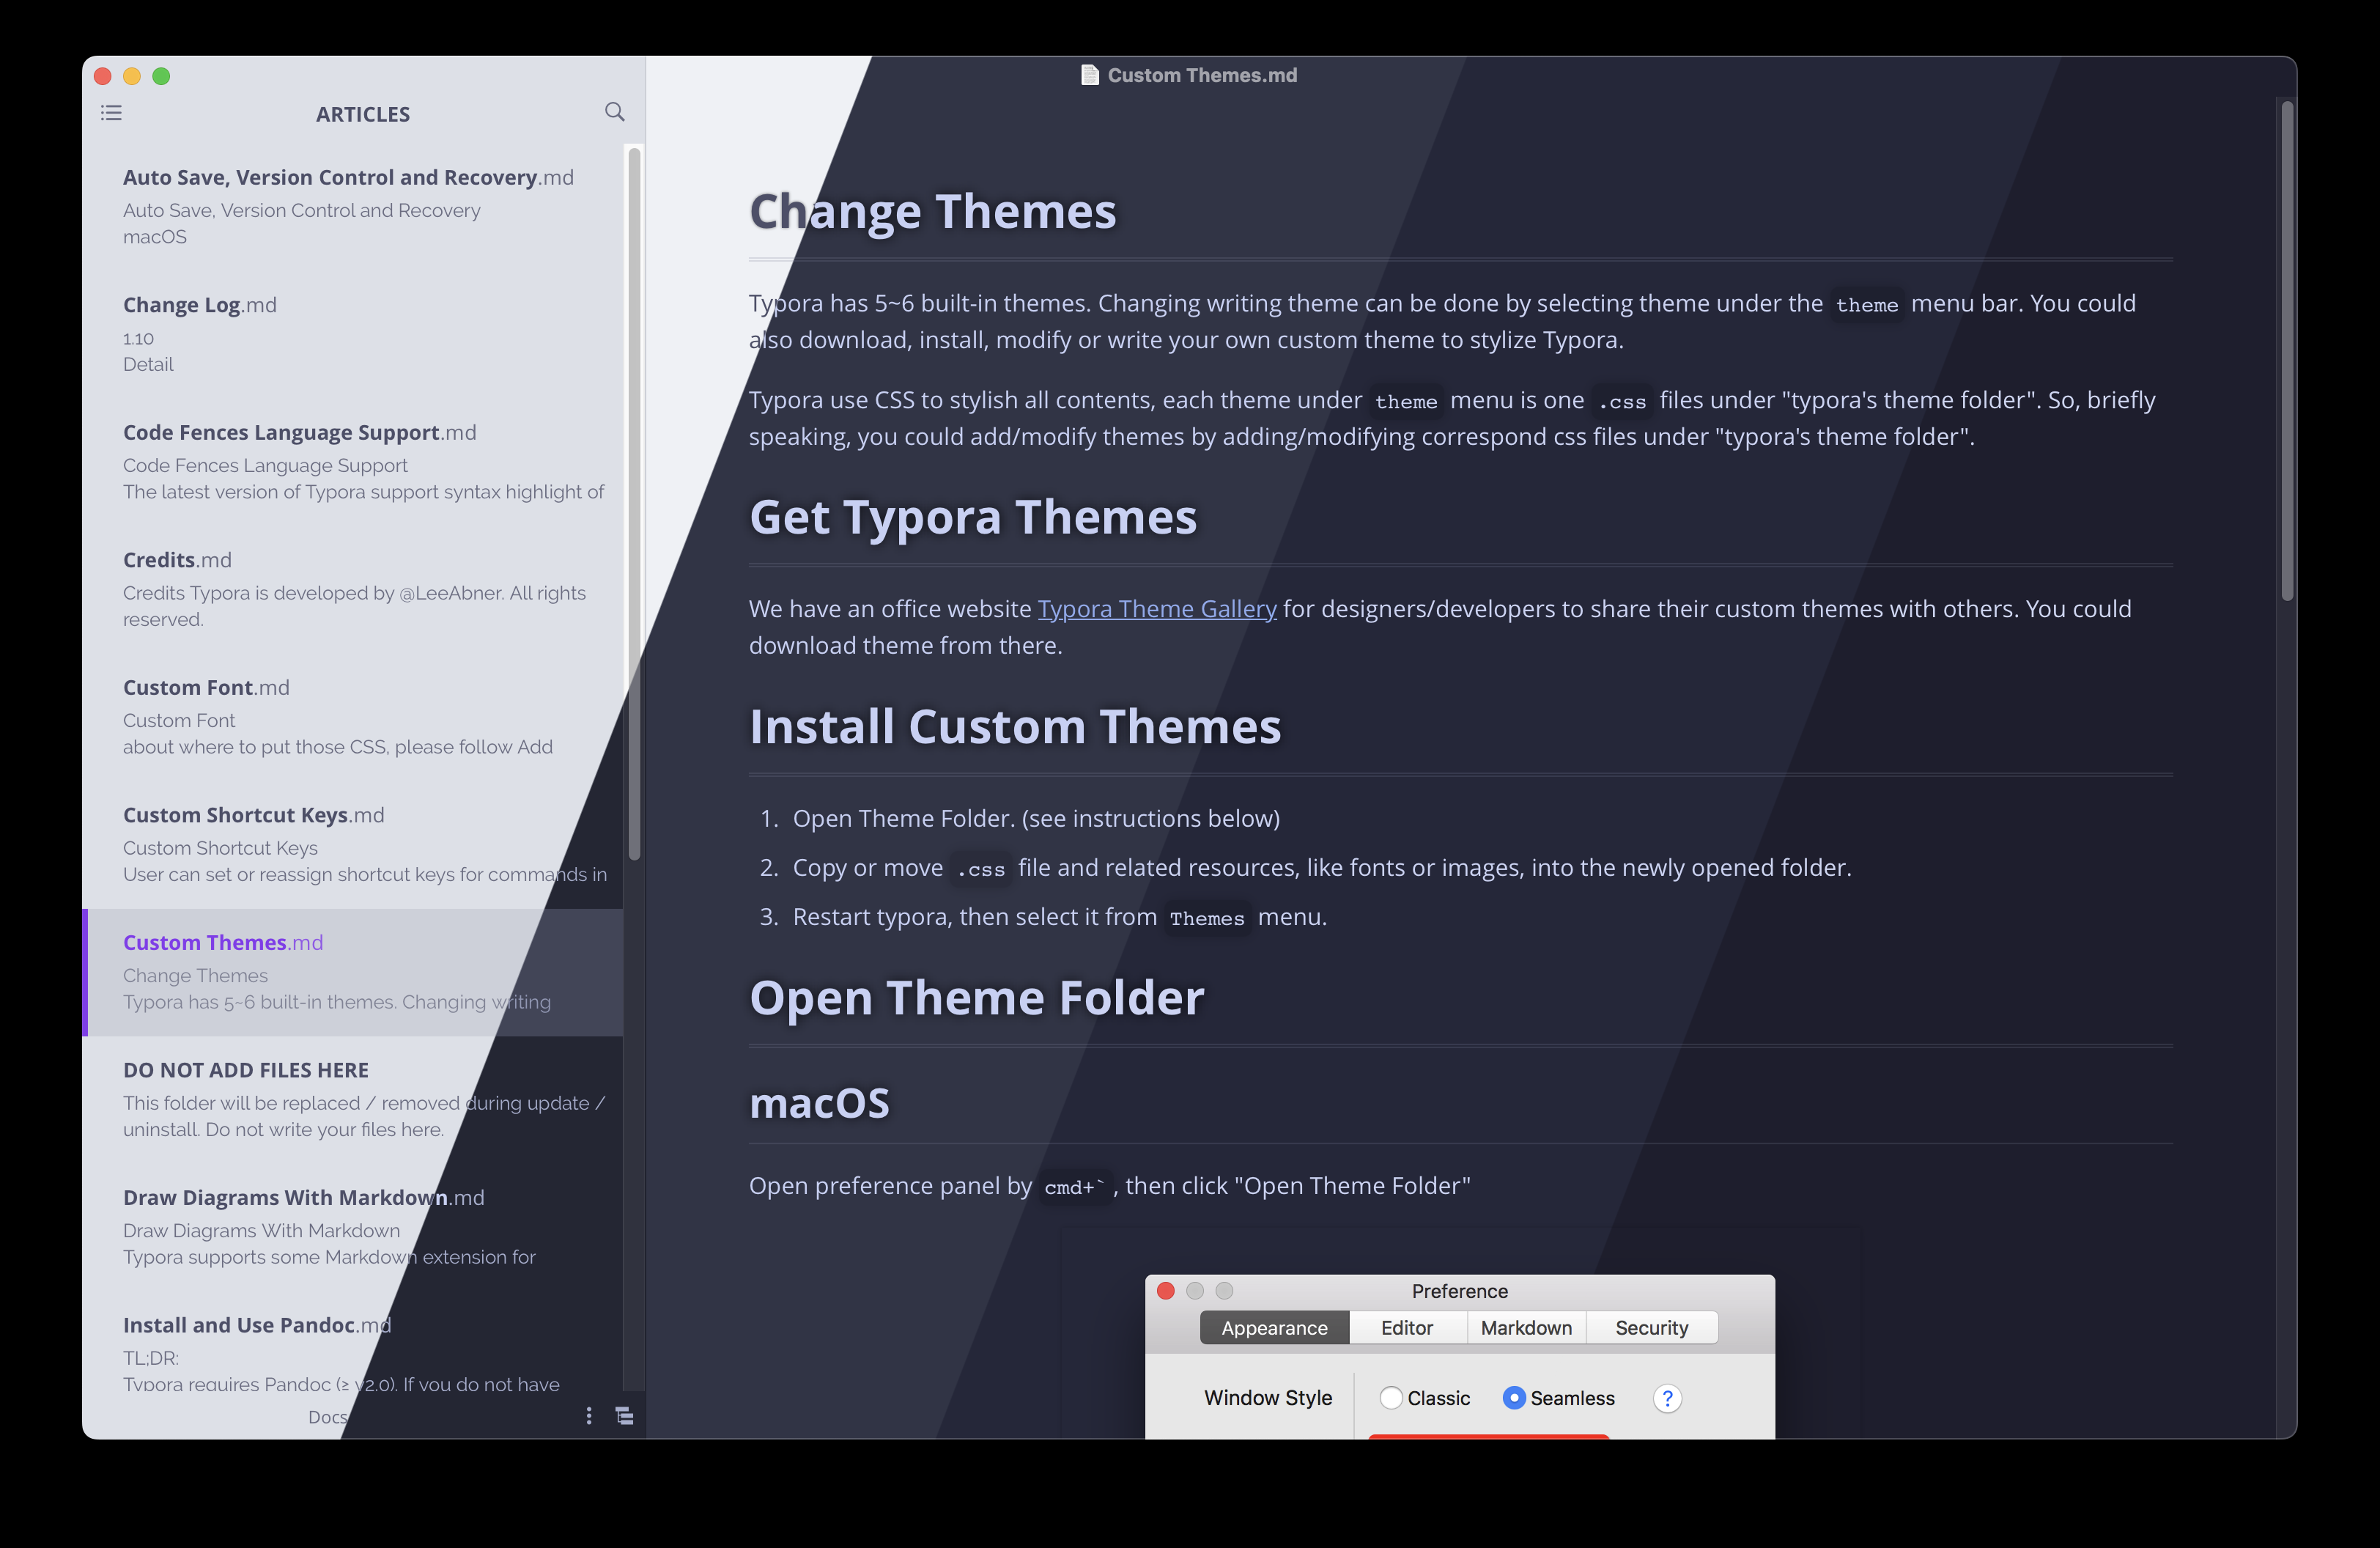 Custom Themes.md
ARTICLES
Auto Save, Version Control and Recovery.md
Auto Save, Version Control and Recovery
macOS
Change Log.md
1.10
Detail
Code Fences Language Support.md
Code Fences Language Support
The latest version of Typora support syntax highlight of
Credits.md
Credits Typora is developed by @LeeAbner. All rights
reserved.
Custom Font.md
Custom Font
about where to put those CSS, please follow Add
Custom Shortcut Keys.md
Custom Shortcut Keys
User can set or reassign shortcut keys for commands in
Custom Themes.md
Change Themes
Typora has 5~6 built-in themes. Changing writing
DO NOT ADD FILES HERE
This folder will be replaced / removed during update /
uninstall. Do not write your files here.
Draw Diagrams With Markdown.md
Draw Diagrams With Markdown
Typora supports some Markdown extension for
Install and Use Pandoc.md
TL;DR:
Typora requires Pandoc (≥ v2.0). If you do not have
Docs
Change Themes
Typora has 5~6 built-in themes. Changing writing theme can be done by selecting theme under the theme menu bar. You could
also download, install, modify or write your own custom theme to stylize Typora.
Typora use CSS to stylish all contents, each theme under theme menu is one .css files under "typora's theme folder". So, briefly
speaking, you could add/modify themes by adding/modifying correspond css files under "typora's theme folder".
Get Typora Themes
We have an office website Typora Theme Gallery for designers/developers to share their custom themes with others. You could
download theme from there.
Install Custom Themes
1. Open Theme Folder. (see instructions below)
2. Copy or move .css file and related resources, like fonts or images, into the newly opened folder.
3. Restart typora, then select it from Themes menu.
Open Theme Folder
macOS
Open preference panel by cmd+` , then click "Open Theme Folder"
Preference
Appearance Editor Markdown Security
Window Style Classic Seamless ?